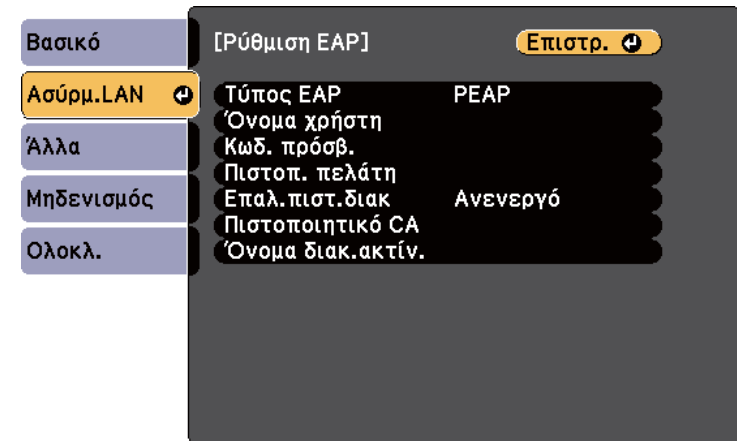 Βασικό
Ασύρμ.LAN
Άλλα
Μηδενισμός
Ολοκλ.
[Ρύθμιση EAP]
Επιστρ.
Τύπος EAP PEAP
Όνομα χρήστη
Κωδ. πρόσβ.
Πιστοπ. πελάτη
Επαλ.πιστ.διακ Ανενεργό
Πιστοποιητικό CA
Όνομα διακ.ακτίν.